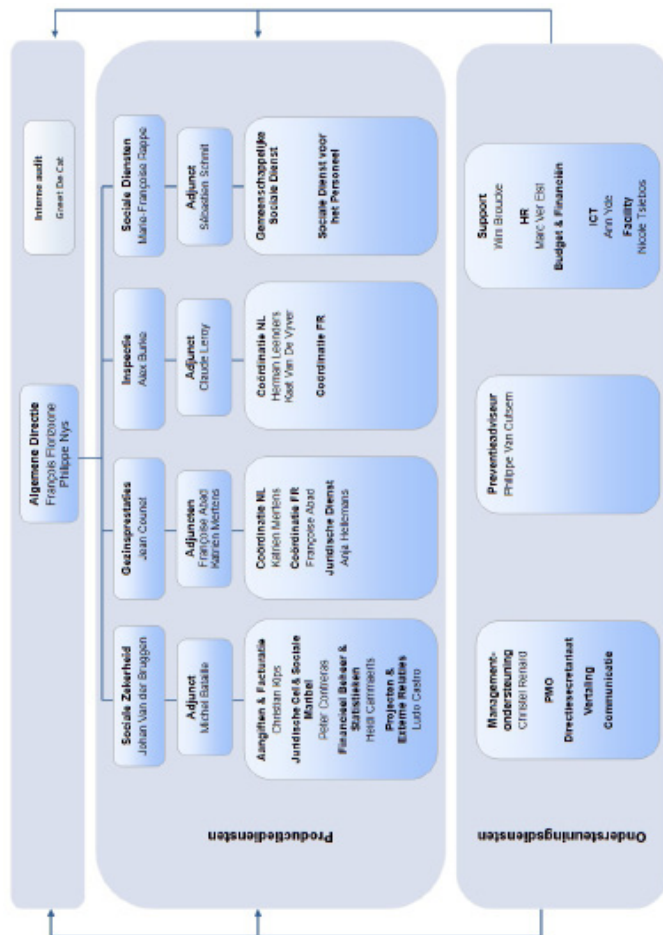 Algemene Directie
François Florizoone
Philippe Nys
Interne audit
Greet De Cat
Productiediensten
Sociale Zekerheid
Johan Van der Bruggen
Adjunct
Michel Bataille
Aangiften & Facturatie
Christian Kips
Juridische Cel & Sociale
Maribel
Peter Contreras
Financieel Beheer &
Statistieken
Heidi Cammaerts
Projecten &
Externe Relaties
Ludo Castro
Gezinsprestaties
Jean Counet
Adjuncten
Françoise Abad
Katrien Mertens
Coördinatie NL
Katrien Mertens
Coördinatie FR
Françoise Abad
Juridische Dienst
Anja Hellemans
Inspectie
Alex Burke
Adjunct
Claude Leroy
Coördinatie NL
Herman Leenders
Kaat Van De Vyver
Coördinatie FR
Sociale Diensten
Marie-Françoise Rappe
Adjunct
Sébastien Schmit
Gemeenschappelijke
Sociale Dienst
Sociale Dienst voor
het Personeel
Ondersteuningsdiensten
Management-
ondersteuning
Christel Renard
PMO
Directiesecretariaat
Vertaling
Communicatie
Preventieadviseur
Philippe Van Cutsem
Support
Wim Brouckx
HR
Marc Ver Elst
Budget & Financiën
ICT
Ann Yde
Facility
Nicole Tsiebos